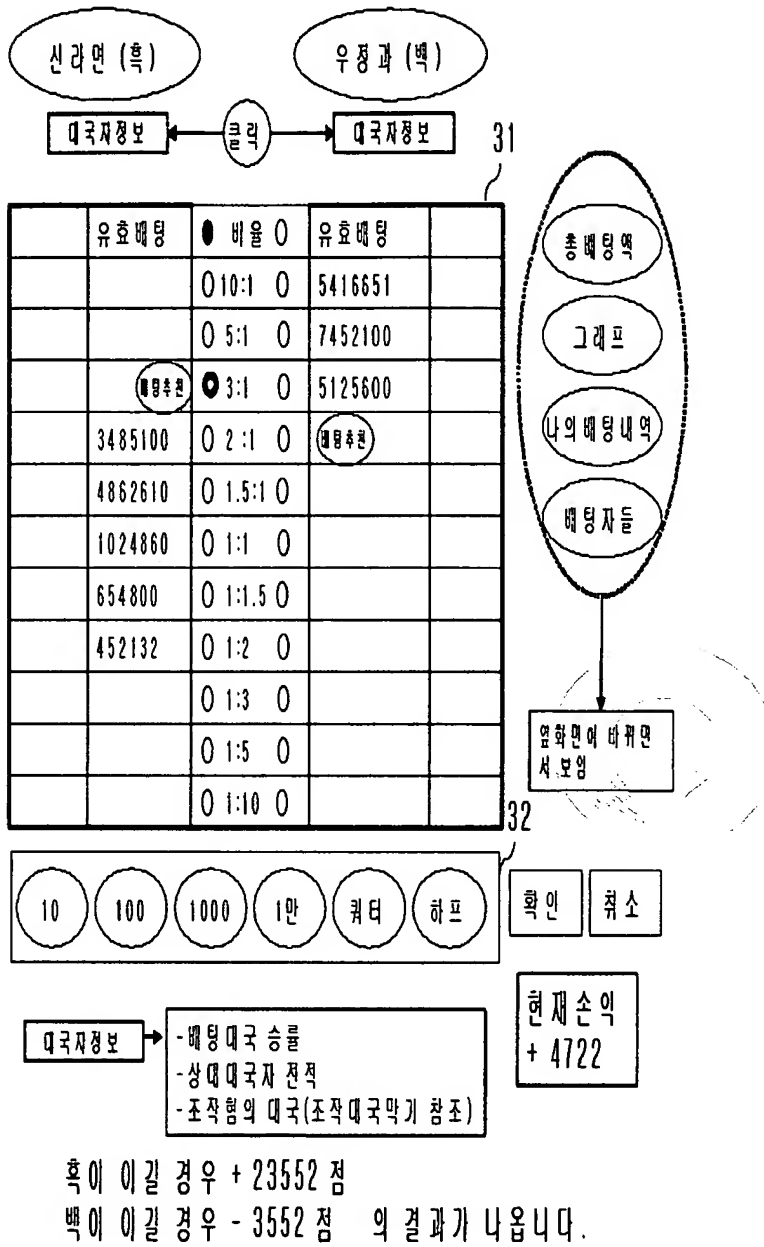 신라면 (흑) 우정과 (백)
대국자정보 클릭 대국자정보
31
유효배팅 ● 비율 ○ 유효배팅
○ 10:1 ○ 5416651
○ 5:1 ○ 7452100
배팅추천 ● 3:1 ○ 5125600
3485100 ○ 2:1 ○ 배팅추천
4862610 ○ 1.5:1 ○
1024860 ○ 1:1 ○
654800 ○ 1:1.5 ○
452132 ○ 1:2 ○
○ 1:3 ○
○ 1:5 ○
○ 1:10 ○
총배팅액
그래프
나의배팅내역
배팅자들
옆화면에 바뀌면
서 보임
32
10 100 1000 1만 쿼터 하프 확인 취소
현재손익
+ 4722
대국자정보
-배팅대국 승률
-상대대국자 전적
-조작혐의 대국(조작대국막기 참조)
흑이 이길 경우 + 23552 점
백이 이길 경우 - 3552 점 의 결과가 나옵니다.